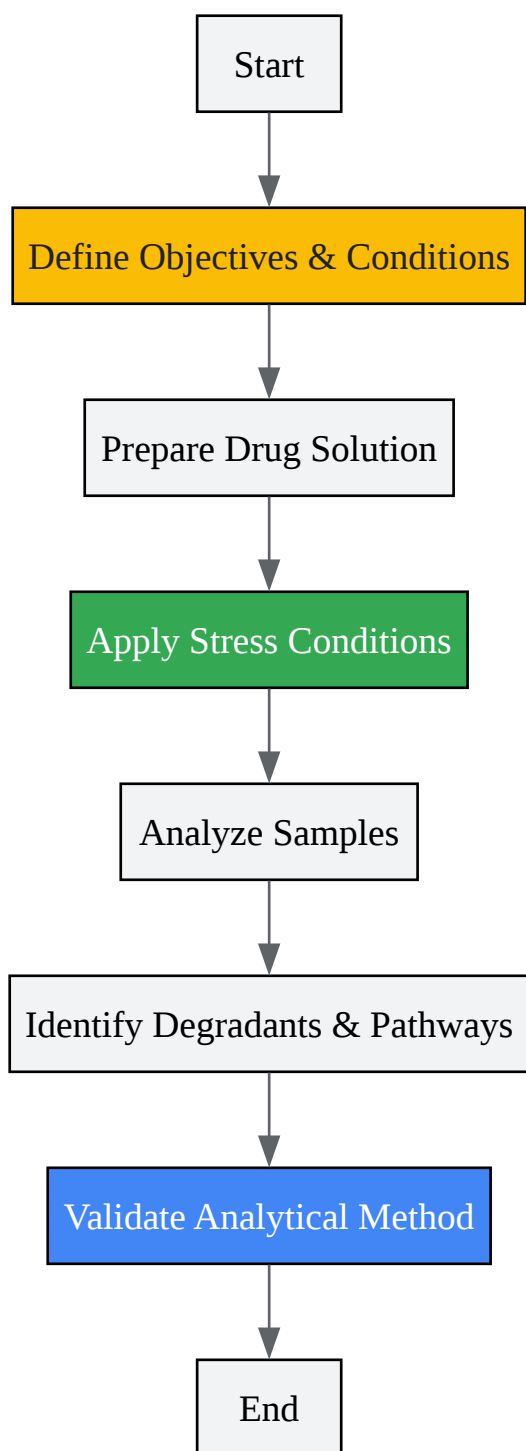 Start
Define Objectives & Conditions
Prepare Drug Solution
Apply Stress Conditions
Analyze Samples
Identify Degradants & Pathways
Validate Analytical Method
End